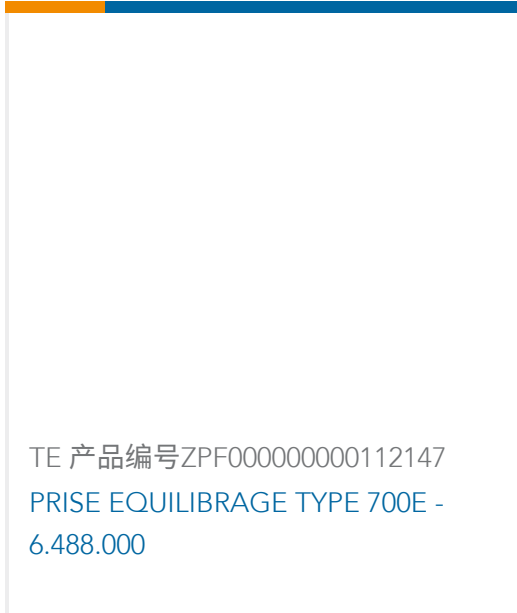 TE 产品编号ZPF000000000112147
PRISE EQUILIBRAGE TYPE 700E -
6.488.000